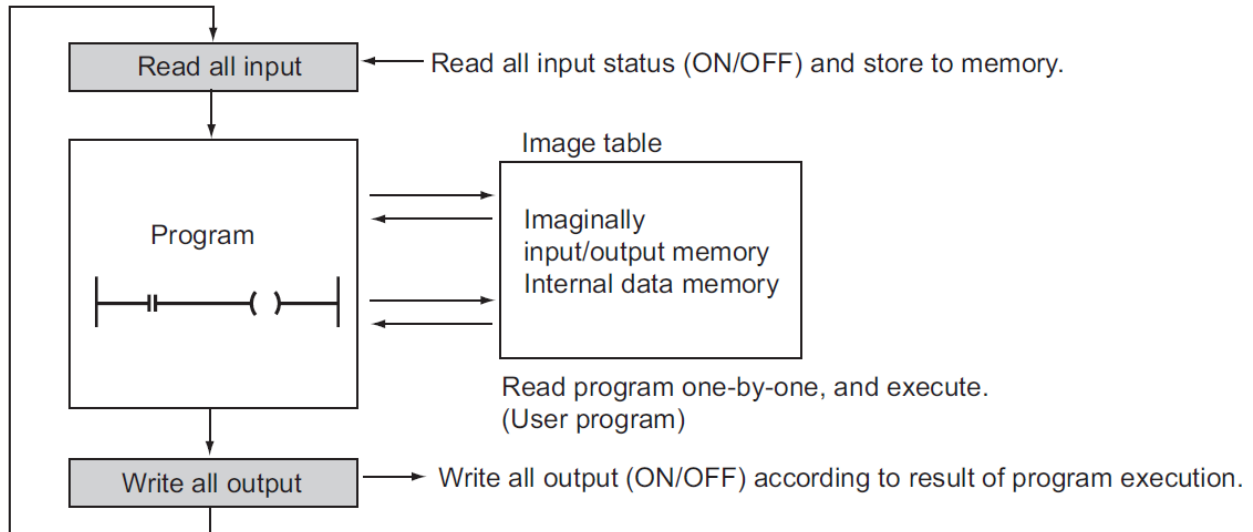 Read all input
Read all input status (ON/OFF) and store to memory.
Image table
Program
Imaginally
input/output memory
Internal data memory
Read program one-by-one, and execute.
(User program)
Write all output
Write all output (ON/OFF) according to result of program execution.